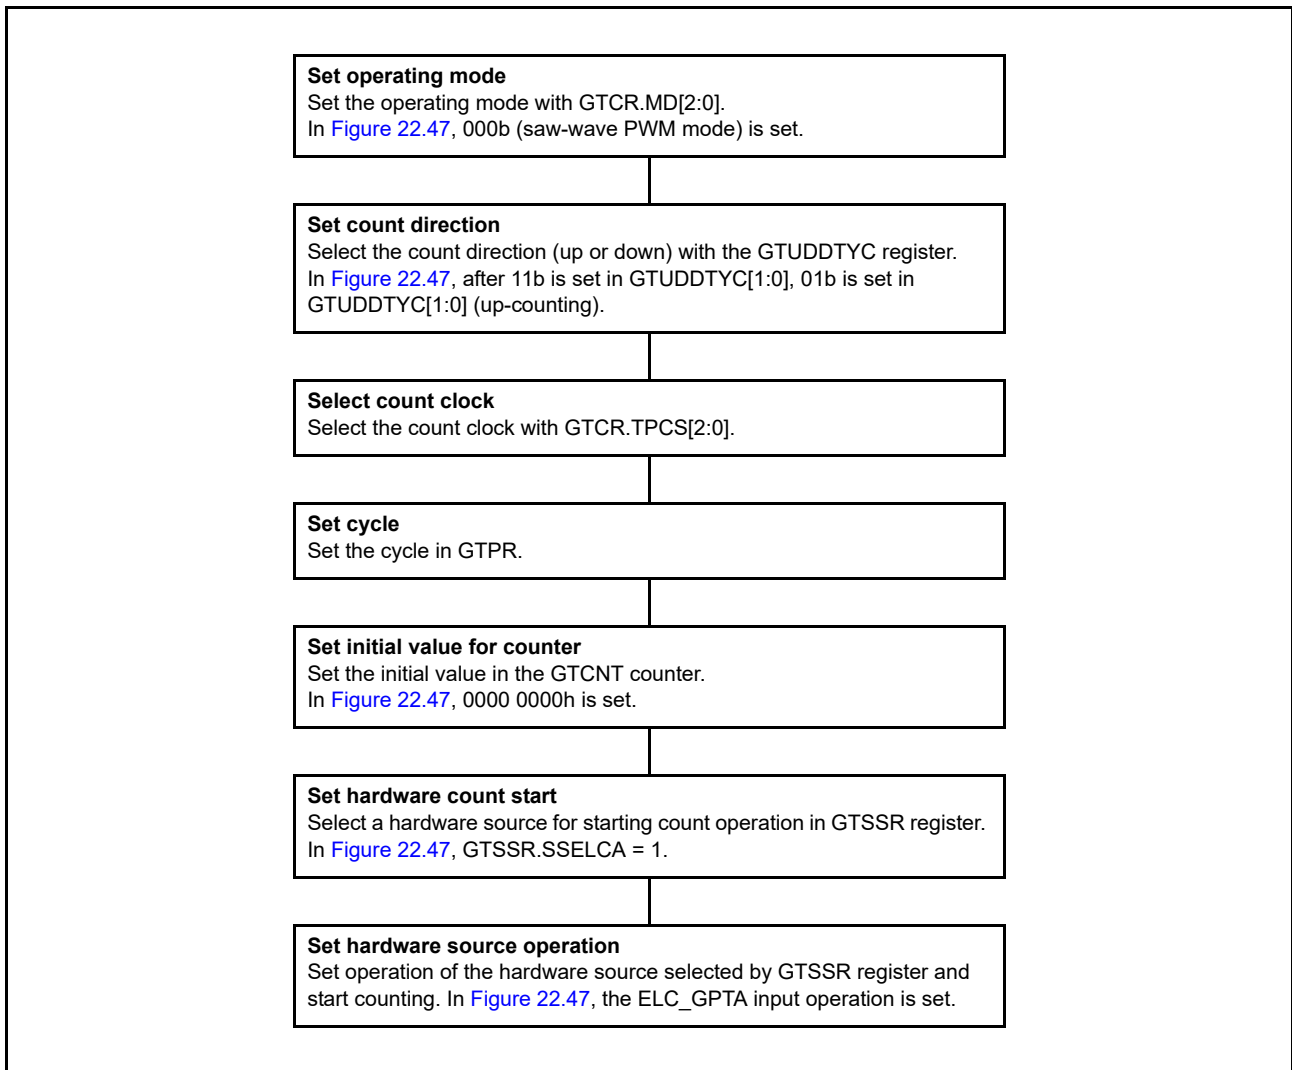 Set operating mode
Set the operating mode with GTCR.MD[2:0].
In Figure 22.47, 000b (saw-wave PWM mode) is set.
Set count direction
Select the count direction (up or down) with the GTUDDTYC register.
In Figure 22.47, after 11b is set in GTUDDTYC[1:0], 01b is set in
GTUDDTYC[1:0] (up-counting).
Select count clock
Select the count clock with GTCR.TPCS[2:0].
Set cycle
Set the cycle in GTPR.
Set initial value for counter
Set the initial value in the GTCNT counter.
In Figure 22.47, 0000 0000h is set.
Set hardware count start
Select a hardware source for starting count operation in GTSSR register.
In Figure 22.47, GTSSR.SSELCA = 1.
Set hardware source operation
Set operation of the hardware source selected by GTSSR register and
start counting. In Figure 22.47, the ELC_GPTA input operation is set.